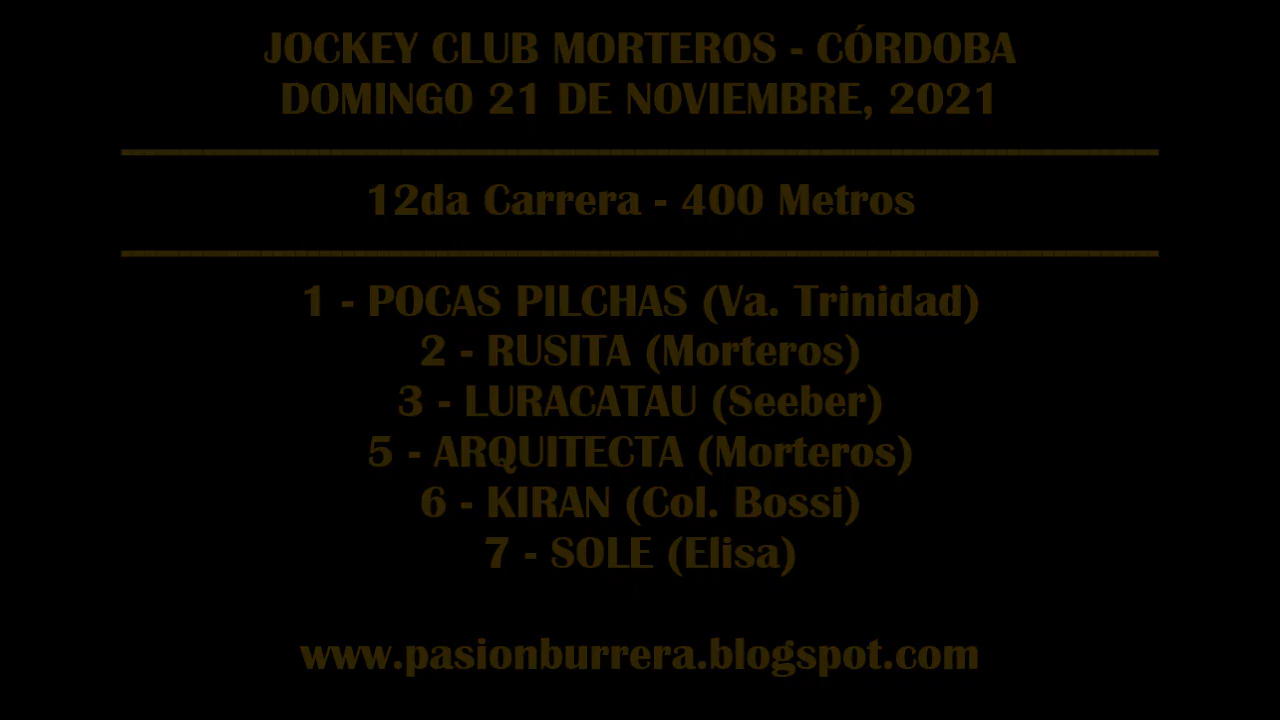 JOCKEY CLUB MORTEROS - CÓRDOBA
DOMINGO 21 DE NOVIEMBRE, 2021
12da Carrera - 400 Metros
1 - POCAS PILCHAS (Va. Trinidad)
2 - RUSITA (Morteros)
3 - LURACATAU (Seeber)
5 - ARQUITECTA (Morteros)
6 - KIRAN (Col. Bossi)
7 - SOLE (Elisa)
www.pasionburrera.blogspot.com